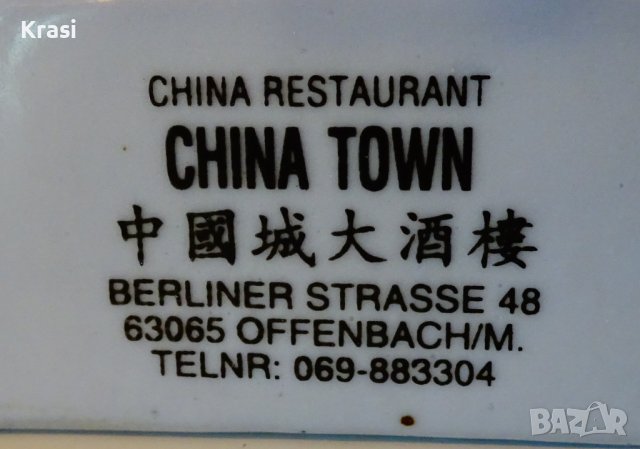 Krasi
CHINA RESTAURANT
CHINA TOWN
中國城大酒樓
BERLINER STRASSE 48
63065 OFFENBACH/M.
TELNR: 069-883304
BAZAR